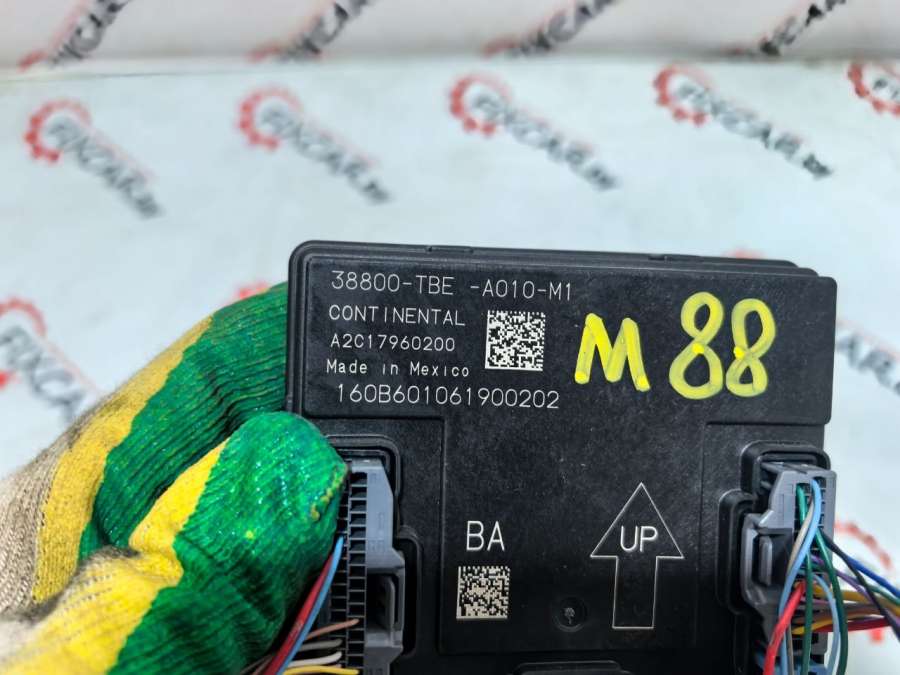 38800-TBE -A010-M1
CONTINENTAL
A2C17960200
Made in Mexico
160B601061900202
M 88
BA
UP